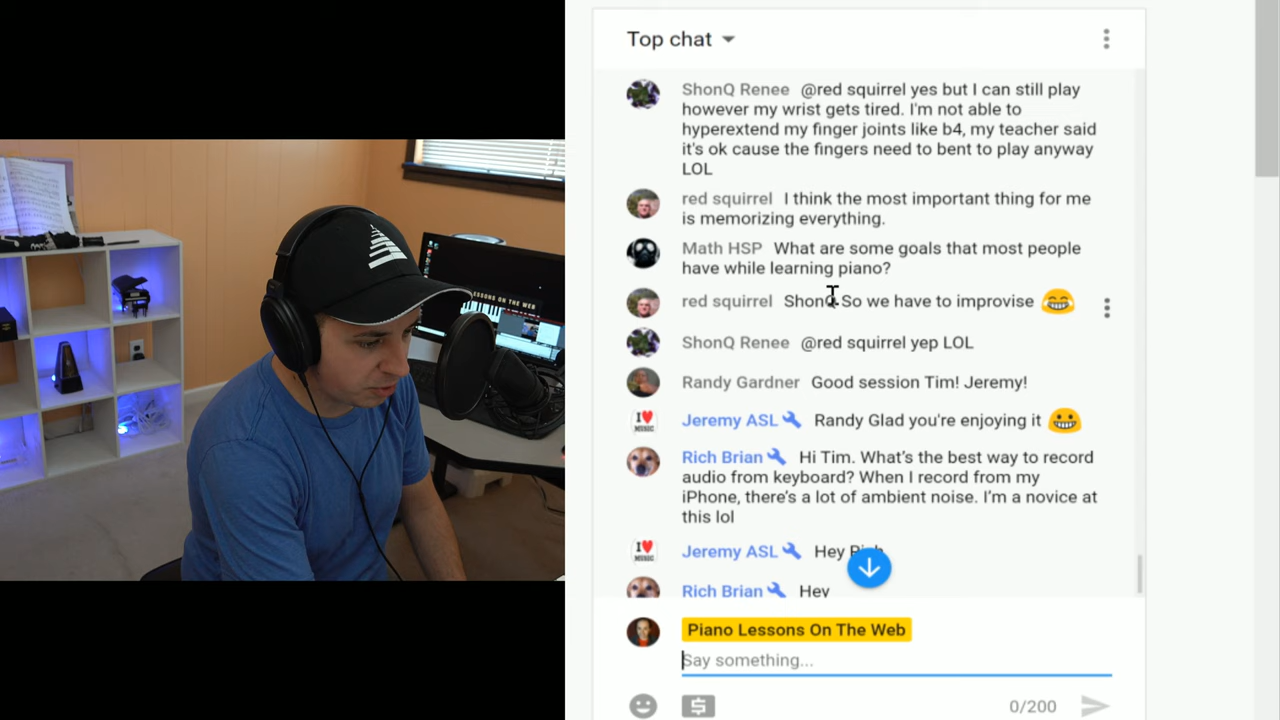 Top chat
ShonQ Renee @red squirrel yes but I can still play
however my wrist gets tired. I'm not able to
hyperextend my finger joints like b4, my teacher said
it's ok cause the fingers need to bent to play anyway
LOL
red squirrel I think the most important thing for me
is memorizing everything.
Math HSP What are some goals that most people
have while learning piano?
red squirrel ShonQ So we have to improvise
ShonQ Renee @red squirrel yep LOL
Randy Gardner Good session Tim! Jeremy!
I ♥ MUSIC
Jeremy ASL Randy Glad you're enjoying it
Rich Brian Hi Tim. What's the best way to record
audio from keyboard? When I record from my
iPhone, there's a lot of ambient noise. I'm a novice at
this lol
I ♥ MUSIC
Jeremy ASL Hey Rich
Rich Brian Hey
Piano Lessons On The Web
Say something...
0/200
LESSONS ON THE WEB